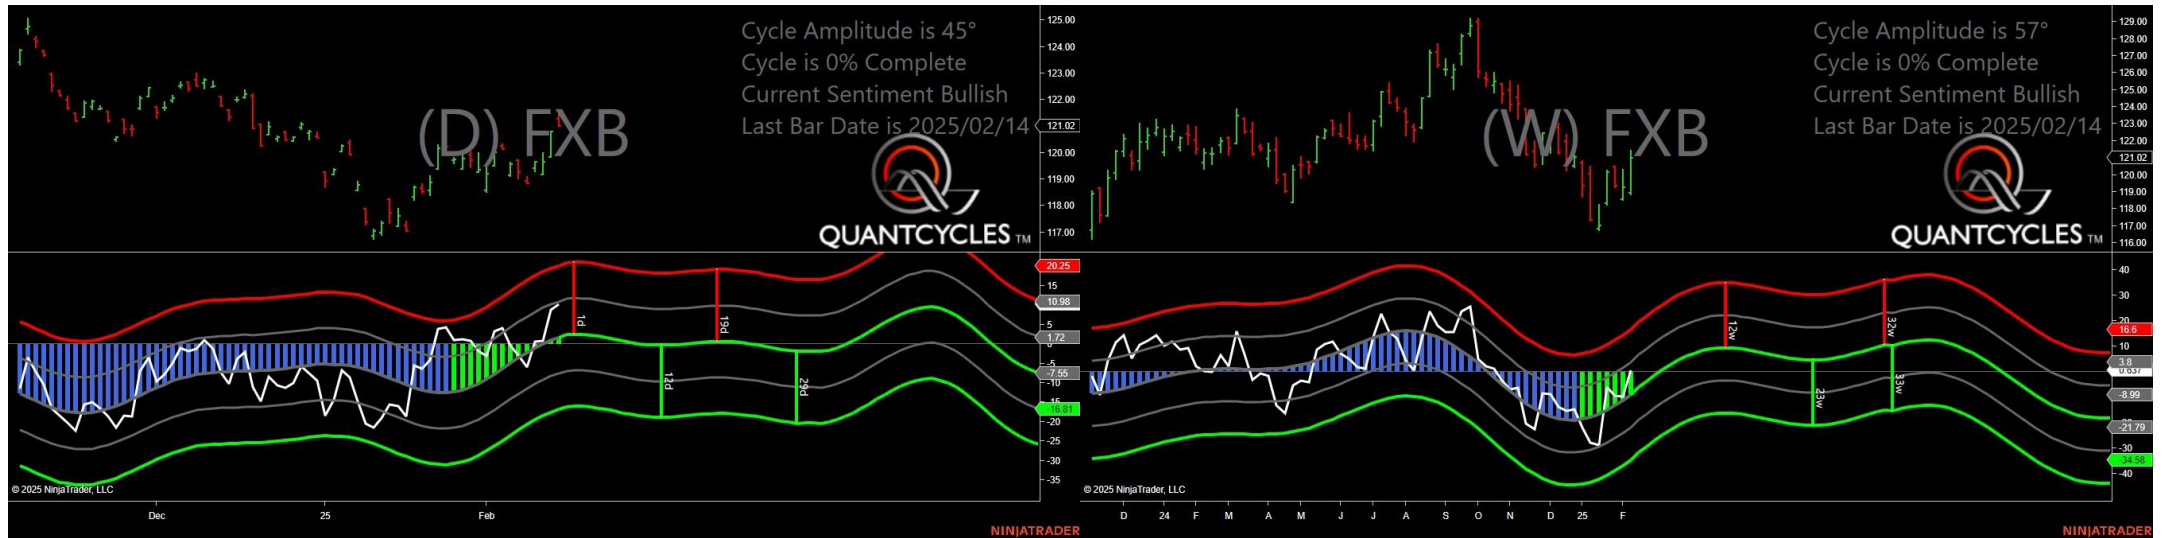 Cycle Amplitude is 45°
Cycle is 0% Complete
Current Sentiment Bullish
Last Bar Date is 2025/02/14
(D) FXB
QUANTCYCLES TM
125.00
124.00
123.00
122.00
121.02
120.00
119.00
118.00
117.00
20.25
15
10.98
5
1.72
-5
-7.55
-10
-15
-16.81
-20
-25
-30
-35
1d
19d
12d
29d
© 2025 NinjaTrader, LLC
Dec
25
Feb
NINJATRADER
Cycle Amplitude is 57°
Cycle is 0% Complete
Current Sentiment Bullish
Last Bar Date is 2025/02/14
(W) FXB
QUANTCYCLES TM
129.00
128.00
127.00
126.00
125.00
124.00
123.00
122.00
121.02
120.00
119.00
118.00
117.00
116.00
40
30
20
16.6
10
3.8
0.637
-8.99
-21.79
-30
-34.58
-40
12w
32w
23w
33w
© 2025 NinjaTrader, LLC
D 24 F M A M J J A S O N D 25 F
NINJATRADER